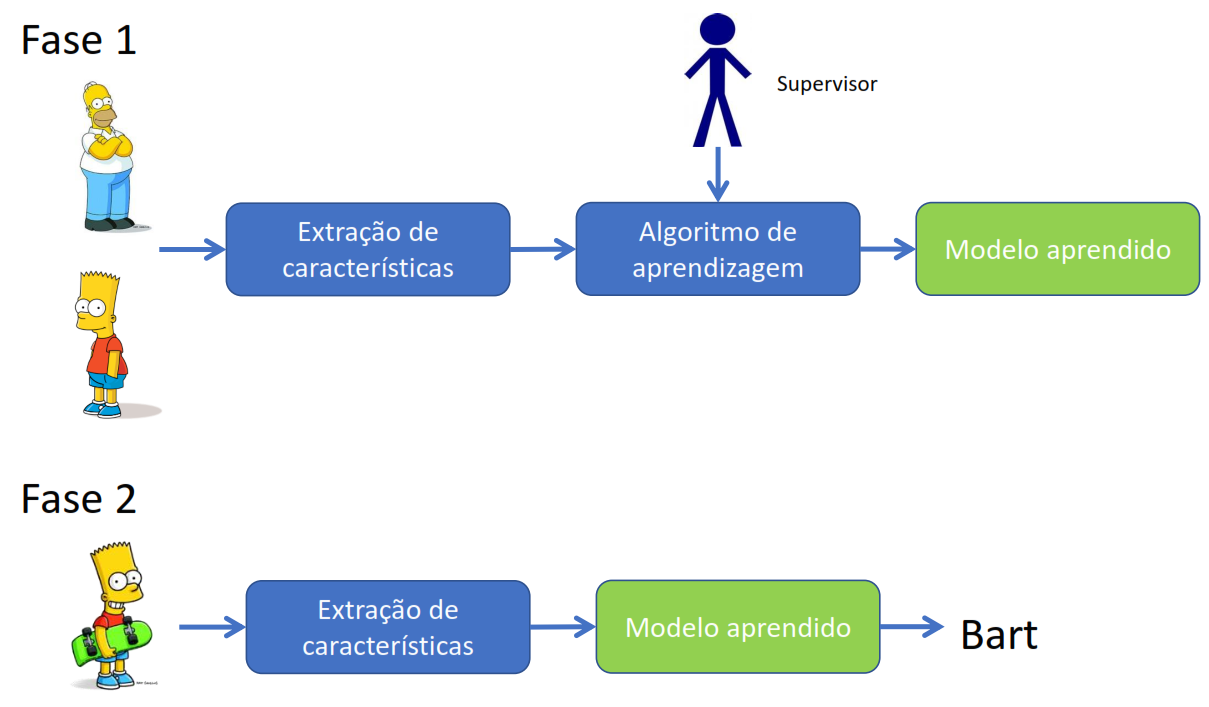 Fase 1
Supervisor
Extração de
características
Algoritmo de
aprendizagem
Modelo aprendido
Fase 2
Extração de
características
Modelo aprendido
Bart